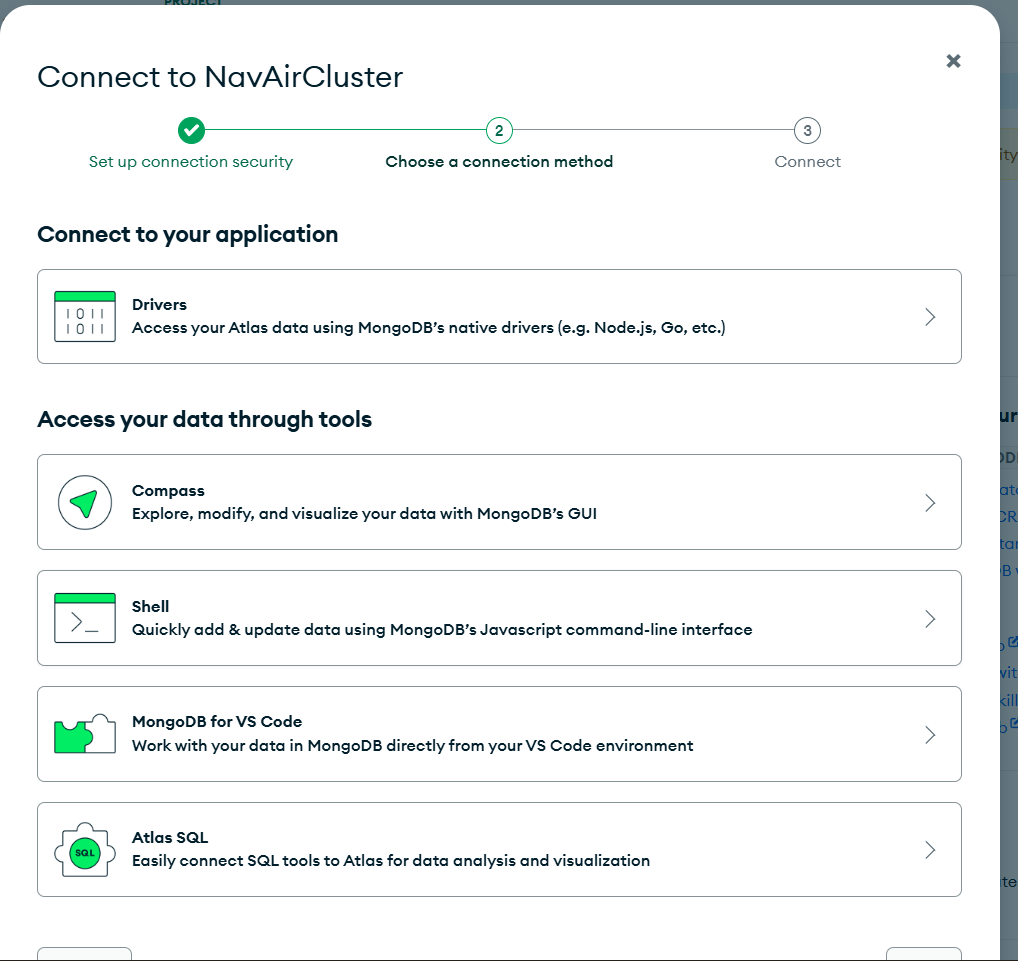 PROJECT
Connect to NavAirCluster
2
3
Set up connection security
Choose a connection method
Connect
Connect to your application
1011
1011
Drivers
Access your Atlas data using MongoDB’s native drivers (e.g. Node.js, Go, etc.)
Access your data through tools
Compass
Explore, modify, and visualize your data with MongoDB’s GUI
Shell
Quickly add & update data using MongoDB’s Javascript command-line interface
MongoDB for VS Code
Work with your data in MongoDB directly from your VS Code environment
SQL
Atlas SQL
Easily connect SQL tools to Atlas for data analysis and visualization